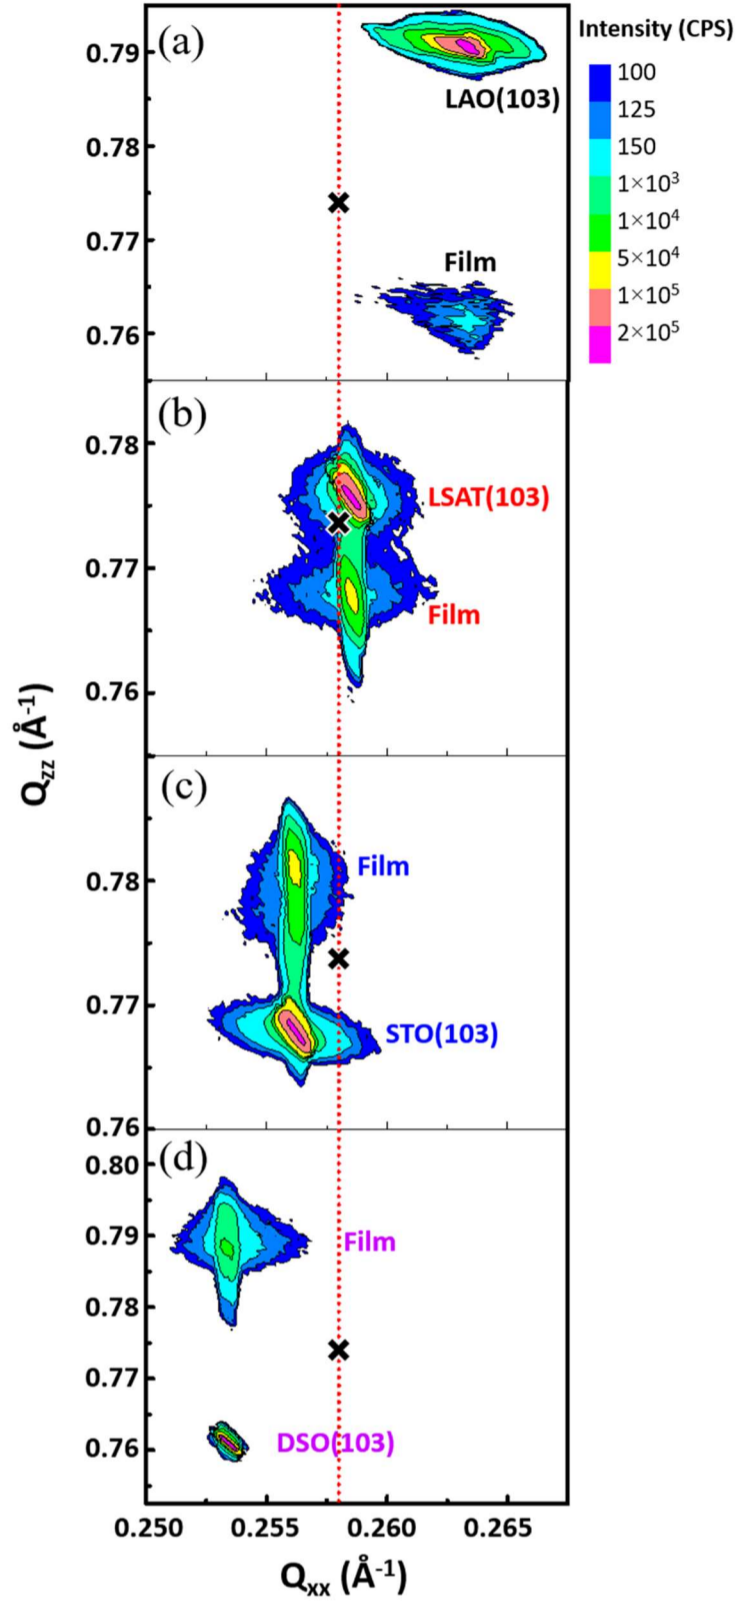 (a)
Intensity (CPS)
0.79
0.78
0.77
0.76
LAO(103)
Film
100
125
150
1×10³
1×10⁴
5×10⁴
1×10⁵
2×10⁵
(b)
0.78
0.77
0.76
LSAT(103)
Film
Qzz (Å⁻¹)
(c)
0.78
0.77
0.76
Film
STO(103)
(d)
0.80
0.79
0.78
0.77
0.76
Film
DSO(103)
0.250 0.255 0.260 0.265
Qxx (Å⁻¹)